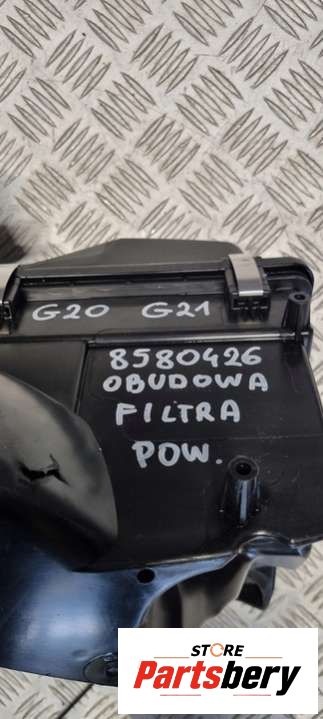 G20 G21
8580426
OBUDOWA
FILTRA
POW.
STORE
Partsbery